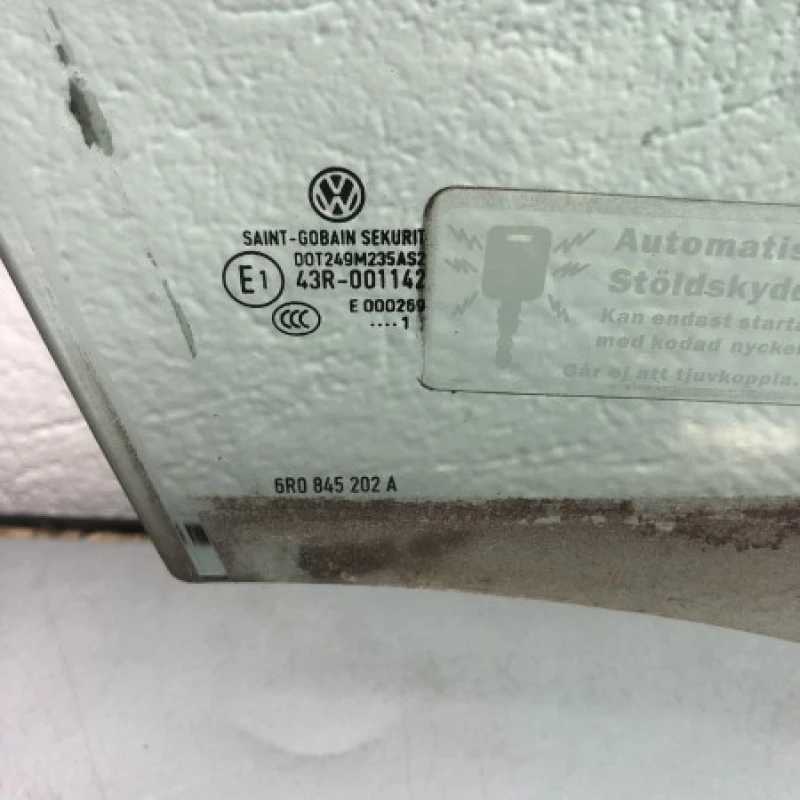 SAINT-GOBAIN SEKURIT
DOT249M235AS2
E1 43R-001142
CCC E 000269
....1
Automatis
Stöldskydd
Kan endast starta
med kodad nyckel
Går ej att tjuvkoppla.
6R0 845 202 A